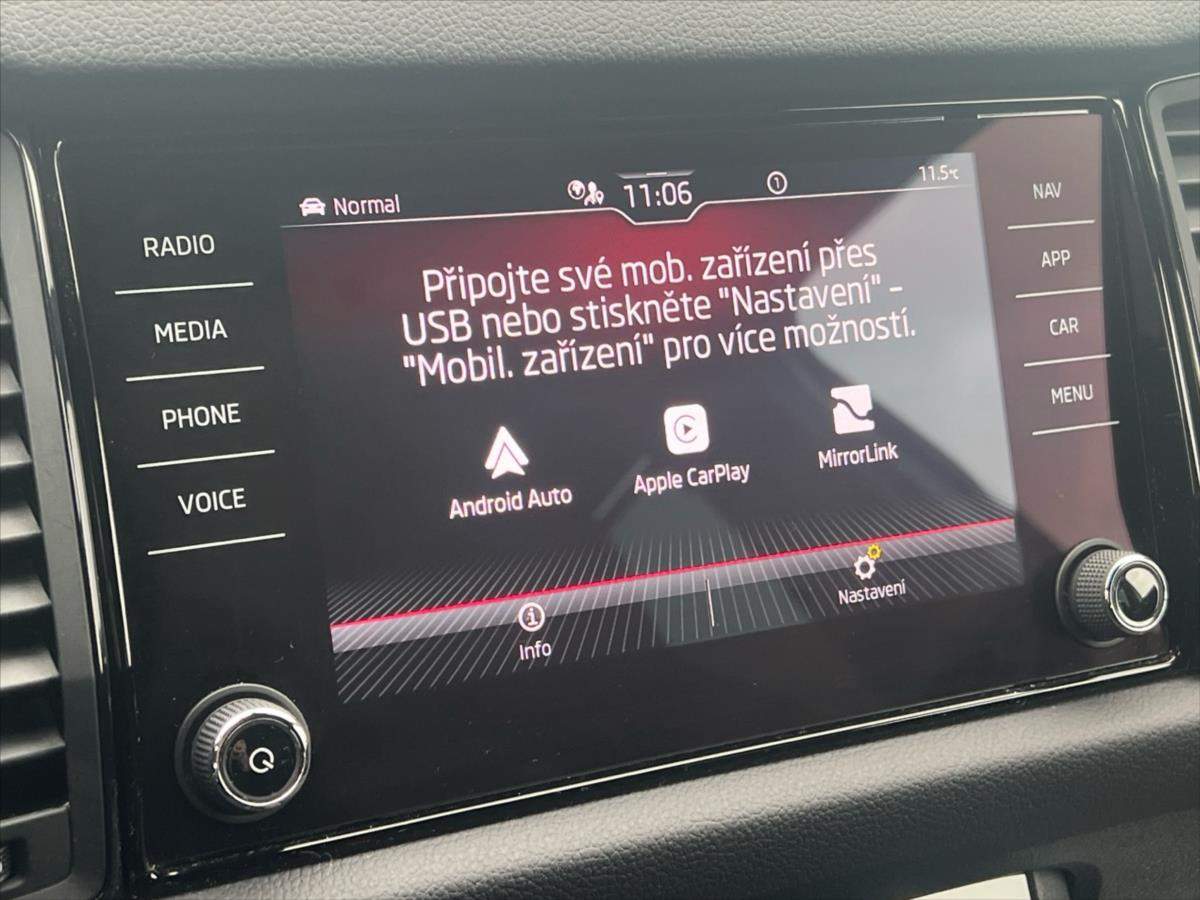 Normal
11:06
1
11.5°C
RADIO
MEDIA
PHONE
VOICE
Připojte své mob. zařízení přes
USB nebo stiskněte "Nastavení" -
"Mobil. zařízení" pro více možností.
Android Auto
Apple CarPlay
MirrorLink
Info
Nastavení
NAV
APP
CAR
MENU